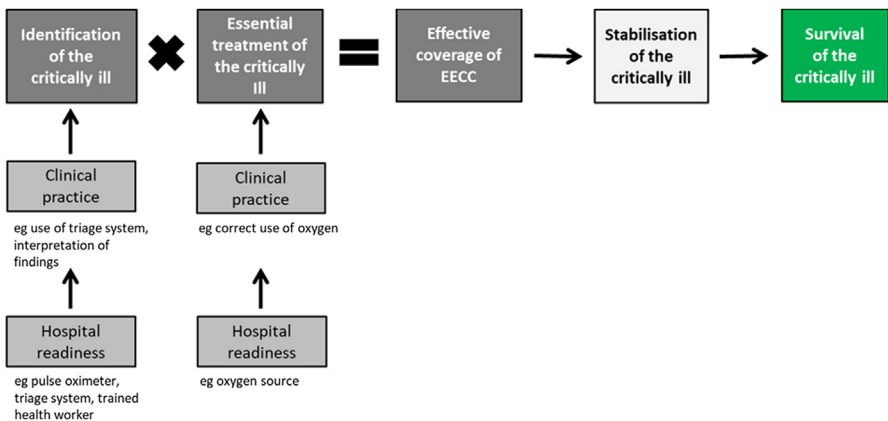 Identification
of the
critically ill
Essential
treatment of
the critically
Ill
Effective
coverage of
EECC
Stabilisation
of the
critically ill
Survival
of the
critically ill
Clinical
practice
eg use of triage system,
interpretation of
findings
Clinical
practice
eg correct use of oxygen
Hospital
readiness
eg pulse oximeter,
triage system, trained
health worker
Hospital
readiness
eg oxygen source